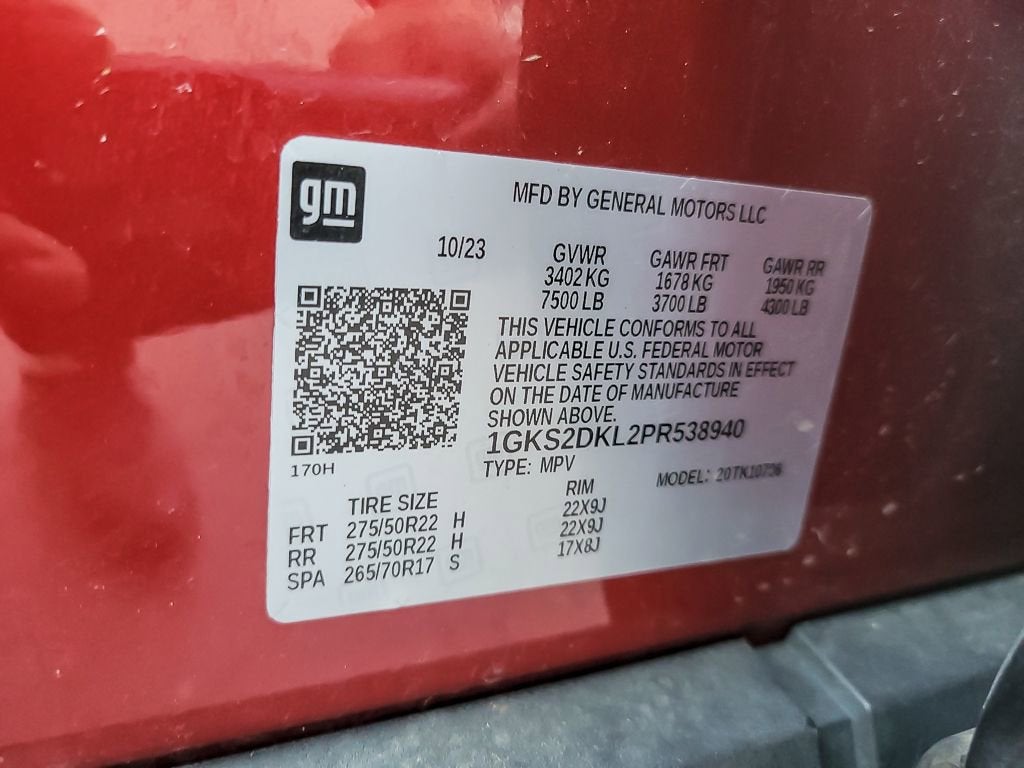 gm
MFD BY GENERAL MOTORS LLC
10/23 GVWR GAWR FRT GAWR RR
3402 KG 1678 KG 1950 KG
7500 LB 3700 LB 4300 LB
THIS VEHICLE CONFORMS TO ALL
APPLICABLE U.S. FEDERAL MOTOR
VEHICLE SAFETY STANDARDS IN EFFECT
ON THE DATE OF MANUFACTURE
SHOWN ABOVE.
1GKS2DKL2PR538940
170H
TYPE: MPV MODEL:
TIRE SIZE RIM
FRT 275/50R22 H 22X9J
RR 275/50R22 H 22X9J
SPA 265/70R17 S 17X8J